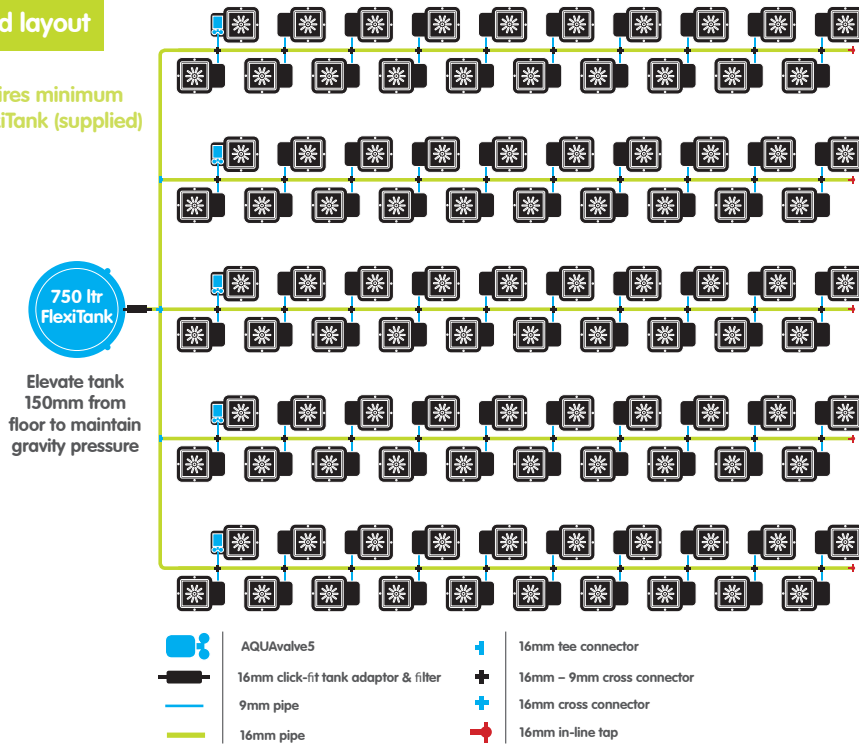 d layout
ires minimum
iTank (supplied)
750 ltr
FlexiTank
Elevate tank
150mm from
floor to maintain
gravity pressure
AQUAvalve5
16mm click-fit tank adaptor & filter
9mm pipe
16mm pipe
16mm tee connector
16mm – 9mm cross connector
16mm cross connector
16mm in-line tap